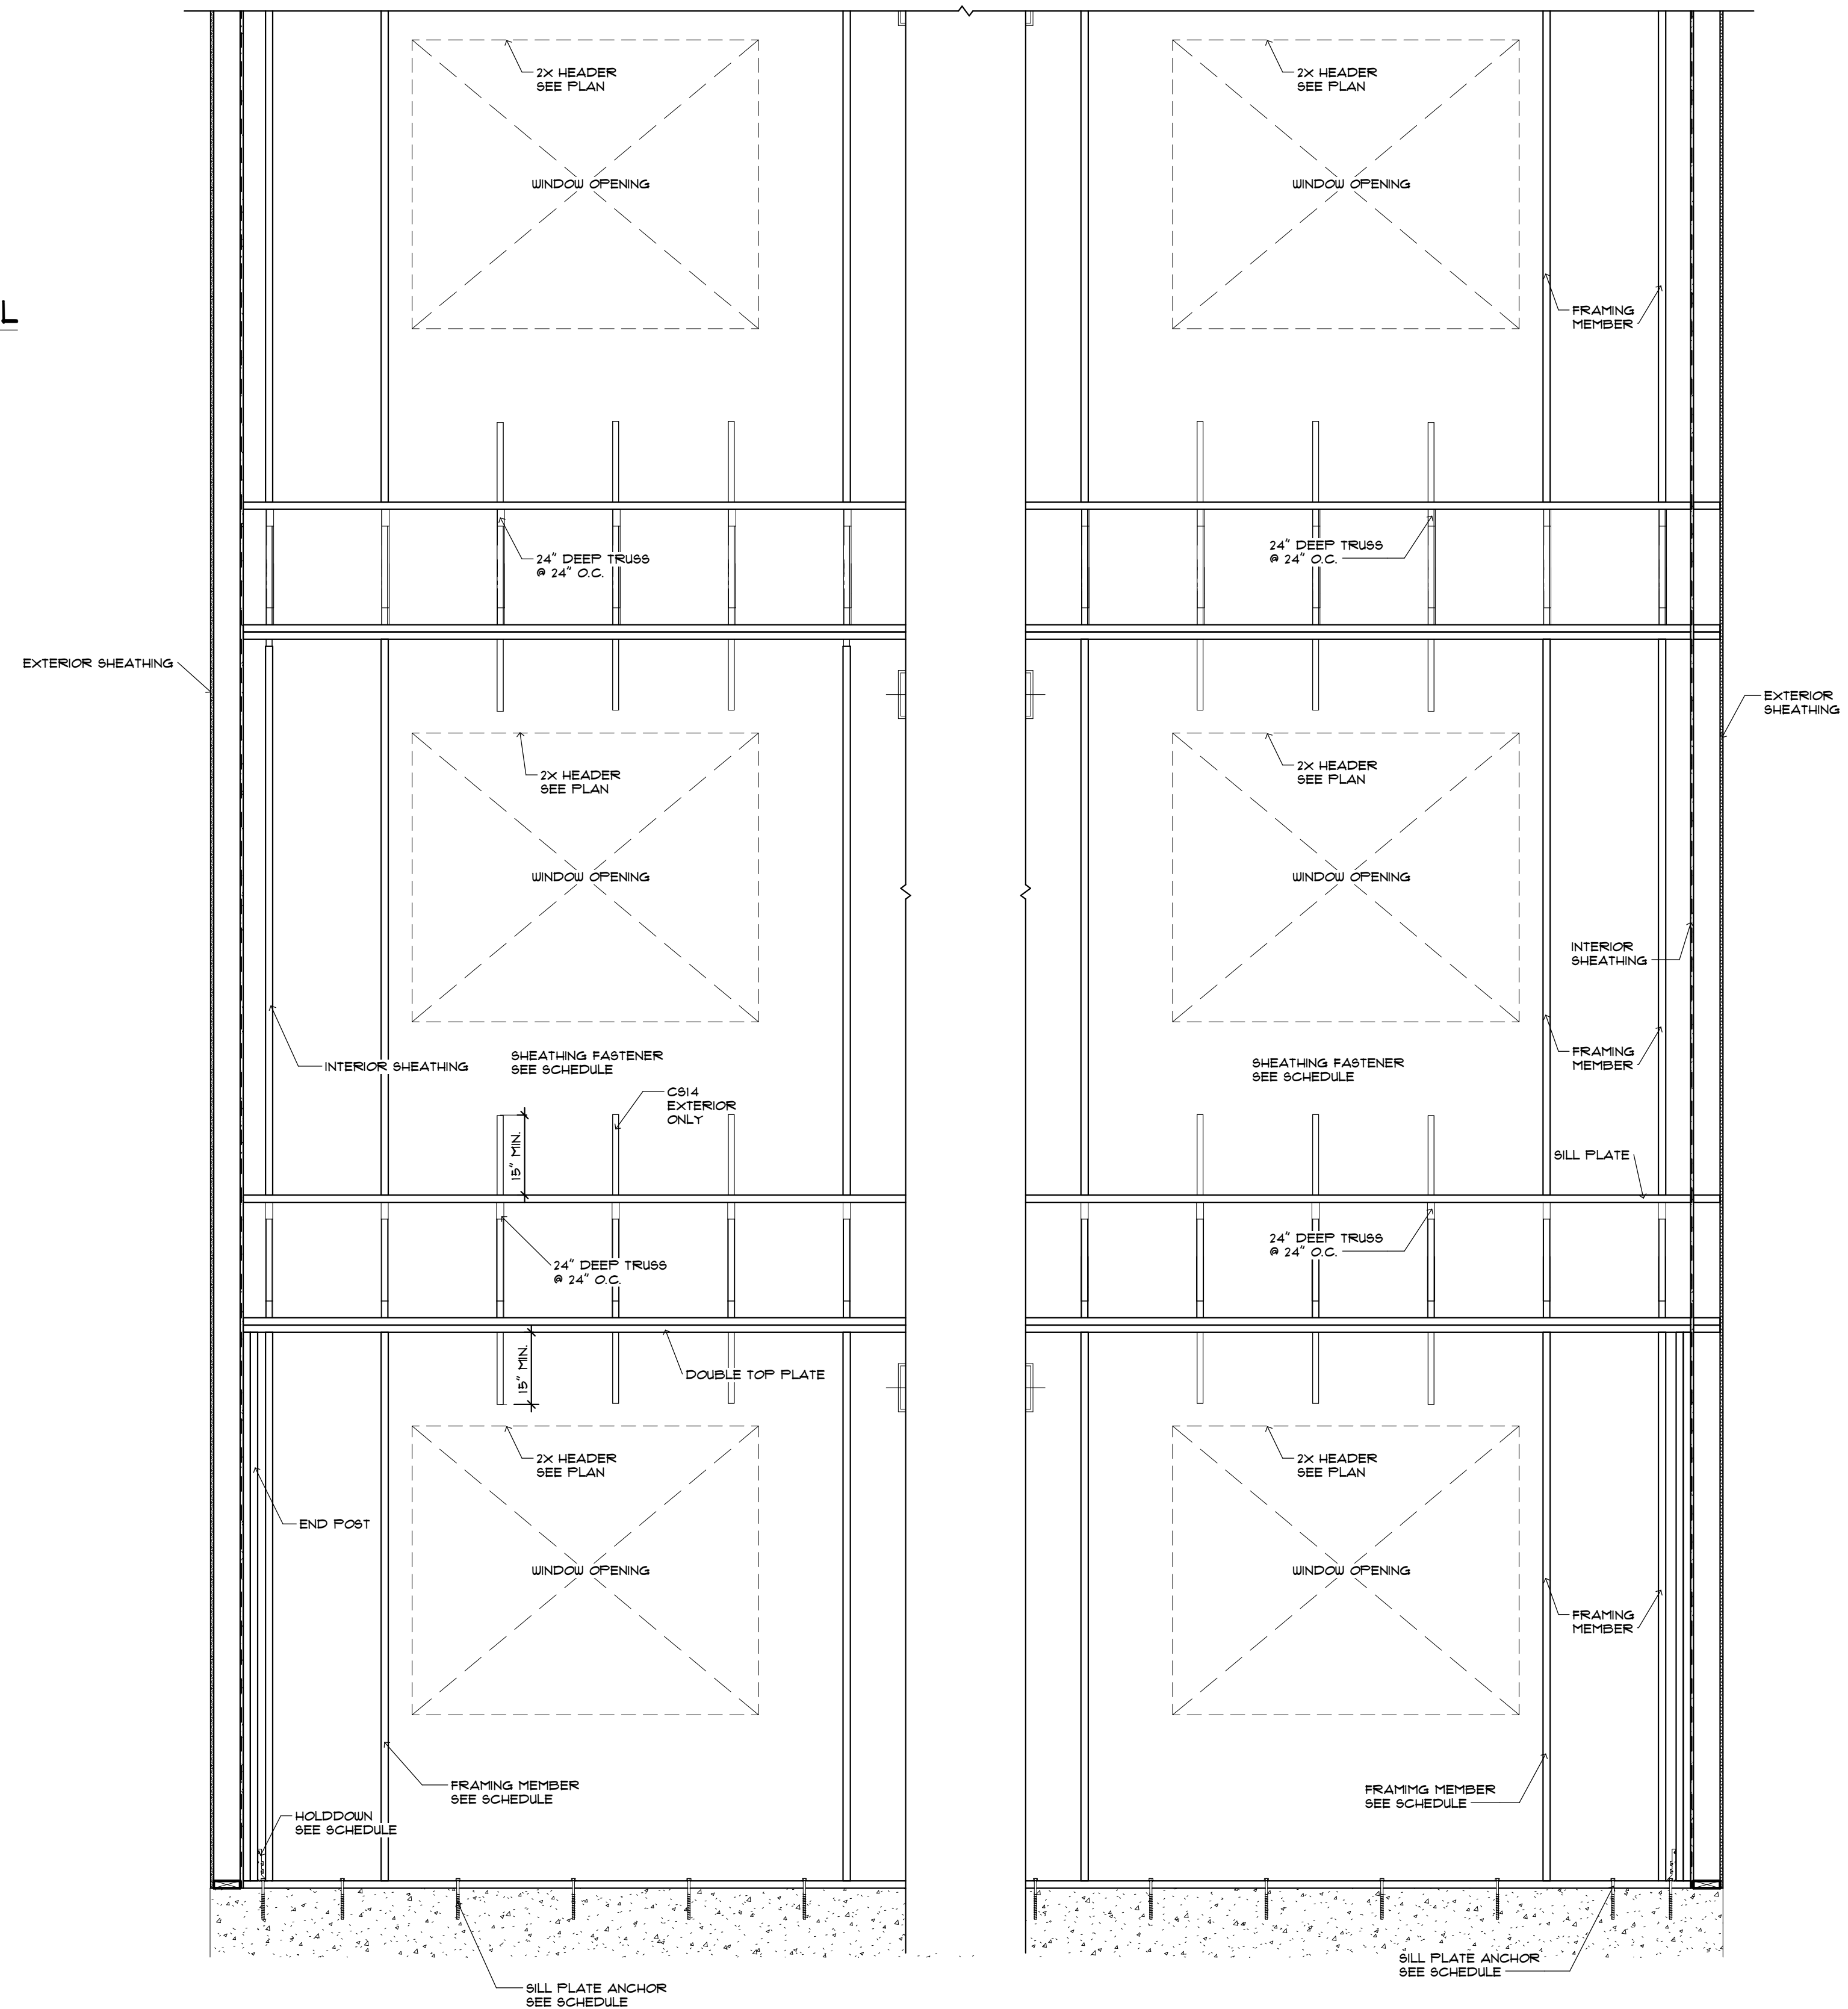 2X HEADER
SEE PLAN
2X HEADER
SEE PLAN
WINDOW OPENING
WINDOW OPENING
L
FRAMING
MEMBER
24" DEEP TRUSS
@ 24" O.C.
24" DEEP TRUSS
@ 24" O.C.
EXTERIOR SHEATHING
EXTERIOR
SHEATHING
2X HEADER
SEE PLAN
2X HEADER
SEE PLAN
WINDOW OPENING
WINDOW OPENING
INTERIOR
SHEATHING
INTERIOR SHEATHING
SHEATHING FASTENER
SEE SCHEDULE
SHEATHING FASTENER
SEE SCHEDULE
FRAMING
MEMBER
CS14
EXTERIOR
ONLY
15" MIN.
SILL PLATE
24" DEEP TRUSS
@ 24" O.C.
24" DEEP TRUSS
@ 24" O.C.
15" MIN.
DOUBLE TOP PLATE
2X HEADER
SEE PLAN
2X HEADER
SEE PLAN
END POST
WINDOW OPENING
WINDOW OPENING
FRAMING
MEMBER
FRAMING MEMBER
SEE SCHEDULE
FRAMIMG MEMBER
SEE SCHEDULE
HOLDDOWN
SEE SCHEDULE
SILL PLATE ANCHOR
SEE SCHEDULE
SILL PLATE ANCHOR
SEE SCHEDULE